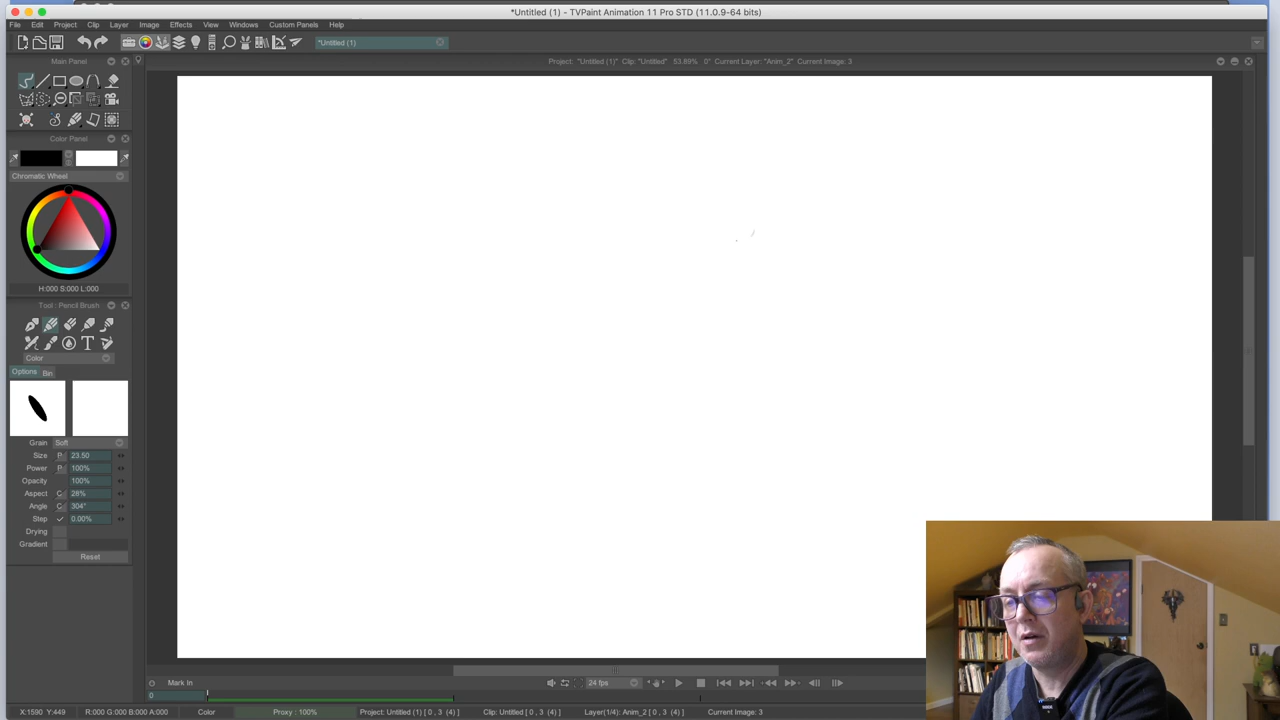 *Untitled (1) - TVPaint Animation 11 Pro STD (11.0.9-64 bits)
File Edit Project Clip Layer Image Effects View Windows Custom Panels Help
*Untitled (1)
Main Panel
Project: "Untitled (1)" Clip: "Untitled" 53.89% 0° Current Layer: "Anim_2" Current Image: 3
Color Panel
Chromatic Wheel
H:000 S:000 L:000
Tool : Pencil Brush
Color
Options Bin
Grain Soft
Size P 23.50
Power P 100%
Opacity 100%
Aspect C 28%
Angle C 304°
Step 0.00%
Drying
Gradient
Reset
Mark In 24 fps
0
X:1590 Y:449 R:000 G:000 B:000 A:000 Color Proxy : 100% Project: Untitled (1) [ 0 , 3 (4) ] Clip: Untitled [ 0 , 3 (4) ] Layer(1/4): Anim_2 [ 0 , 3 (4) ] Current Image: 3